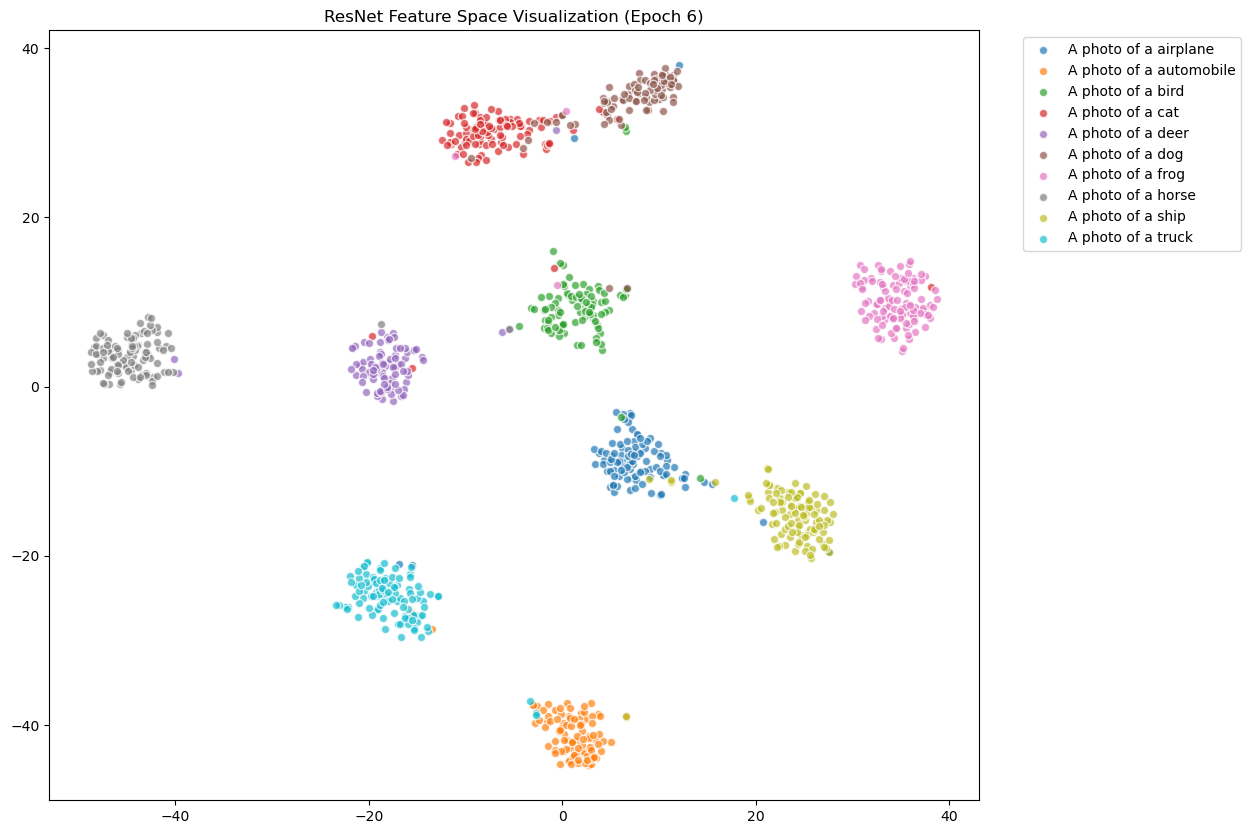 ResNet Feature Space Visualization (Epoch 6)
A photo of a airplane
A photo of a automobile
A photo of a bird
A photo of a cat
A photo of a deer
A photo of a dog
A photo of a frog
A photo of a horse
A photo of a ship
A photo of a truck
40
20
0
−20
−40
−40 −20 0 20 40